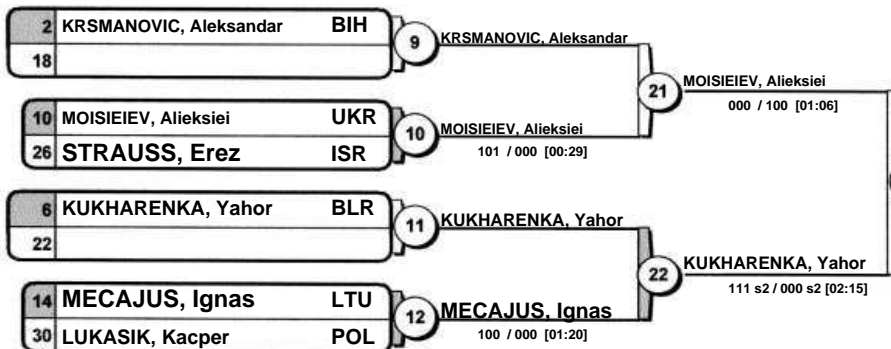 2 KRSMANOVIC, Aleksandar BIH
18
9 KRSMANOVIC, Aleksandar
10 MOISIEIEV, Alieksiei UKR
26 STRAUSS, Erez ISR
10 MOISIEIEV, Alieksiei
101 / 000 [00:29]
21 MOISIEIEV, Alieksiei
000 / 100 [01:06]
6 KUKHARENKA, Yahor BLR
22
11 KUKHARENKA, Yahor
14 MECAJUS, Ignas LTU
30 LUKASIK, Kacper POL
12 MECAJUS, Ignas
100 / 000 [01:20]
22 KUKHARENKA, Yahor
111 s2 / 000 s2 [02:15]